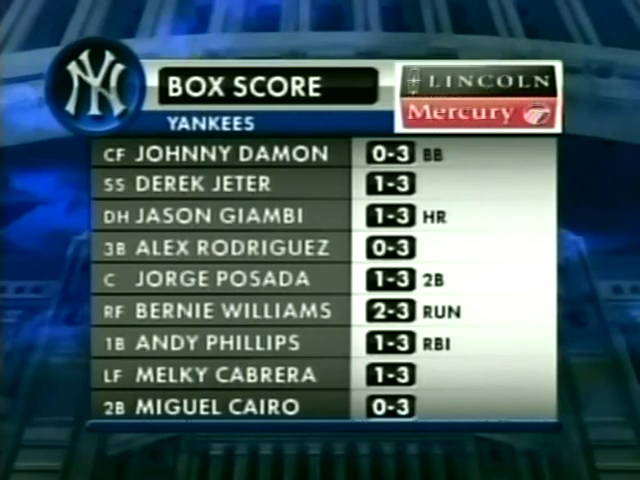 NY
BOX SCORE
LINCOLN
Mercury
YANKEES
CF JOHNNY DAMON 0-3 BB
SS DEREK JETER 1-3
DH JASON GIAMBI 1-3 HR
3B ALEX RODRIGUEZ 0-3
C JORGE POSADA 1-3 2B
RF BERNIE WILLIAMS 2-3 RUN
1B ANDY PHILLIPS 1-3 RBI
LF MELKY CABRERA 1-3
2B MIGUEL CAIRO 0-3